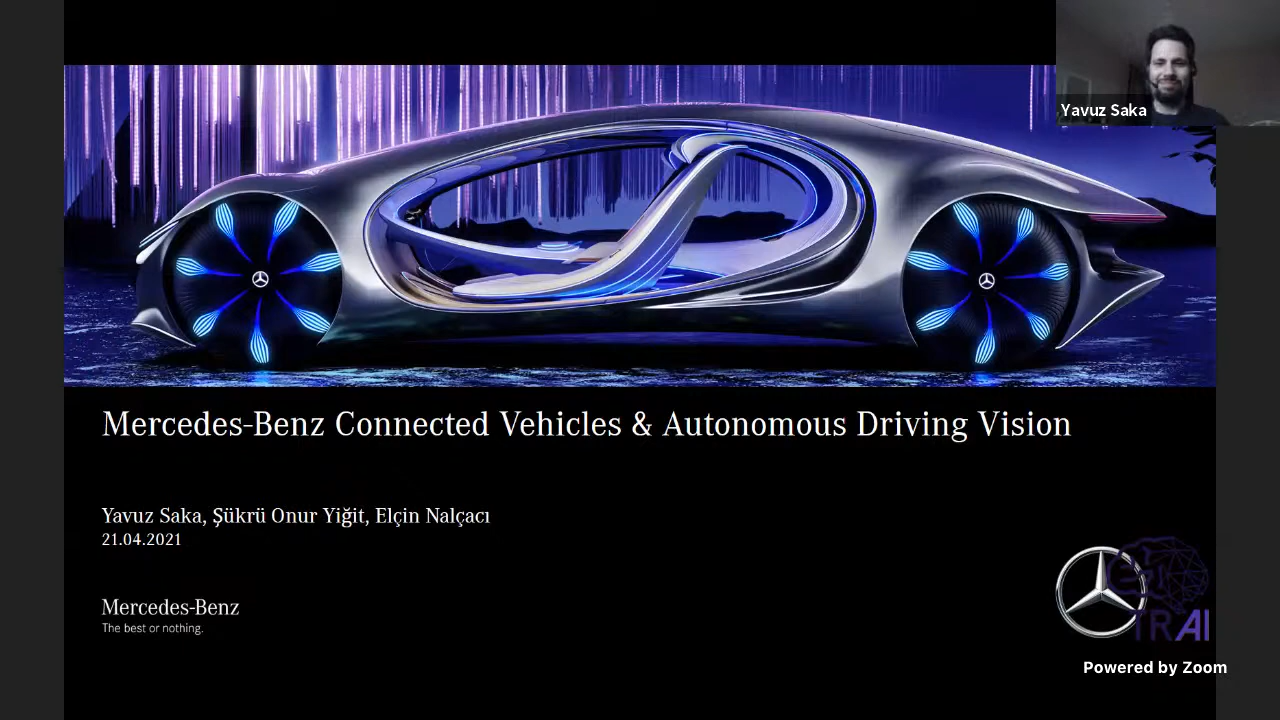 Yavuz Saka
Mercedes-Benz Connected Vehicles & Autonomous Driving Vision
Yavuz Saka, Şükrü Onur Yiğit, Elçin Nalçacı
21.04.2021
Mercedes-Benz
The best or nothing.
TRAI
Powered by Zoom